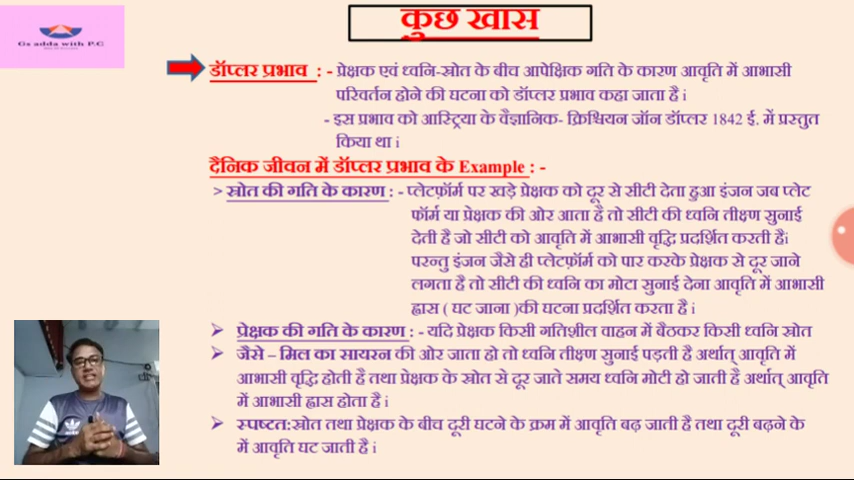 कुछ खास
Gs adda with P.C
डॉप्लर प्रभाव : - प्रेक्षक एवं ध्वनि-स्रोत के बीच आपेक्षिक गति के कारण आवृति में आभासी
परिवर्तन होने की घटना को डॉप्लर प्रभाव कहा जाता है i
- इस प्रभाव को आस्ट्रिया के वैज्ञानिक- क्रिश्चियन जॉन डॉप्लर 1842 ई. में प्रस्तुत
किया था i
दैनिक जीवन में डॉप्लर प्रभाव के Example : -
> स्रोत की गति के कारण : - प्लेटफ़ॉर्म पर खड़े प्रेक्षक को दूर से सीटी देता हुआ इंजन जब प्लेट
फॉर्म या प्रेक्षक की ओर आता है तो सीटी की ध्वनि तीक्ष्ण सुनाई
देती है जो सीटी को आवृति में आभासी वृद्धि प्रदर्शित करती हैi
परन्तु इंजन जैसे ही प्लेटफ़ॉर्म को पार करके प्रेक्षक से दूर जाने
लगता है तो सीटी की ध्वनि का मोटा सुनाई देना आवृति में आभासी
ह्रास ( घट जाना )की घटना प्रदर्शित करता है i
➢ प्रेक्षक की गति के कारण : - यदि प्रेक्षक किसी गतिशील वाहन में बैठकर किसी ध्वनि स्रोत
➢ जैसे – मिल का सायरन की ओर जाता हो तो ध्वनि तीक्ष्ण सुनाई पड़ती है अर्थात् आवृति में
आभासी वृद्धि होती है तथा प्रेक्षक के स्रोत से दूर जाते समय ध्वनि मोटी हो जाती है अर्थात् आवृति
में आभासी ह्रास होता है i
➢ स्पष्टत:स्रोत तथा प्रेक्षक के बीच दूरी घटने के क्रम में आवृति बढ़ जाती है तथा दूरी बढ़ने के
में आवृति घट जाती है i